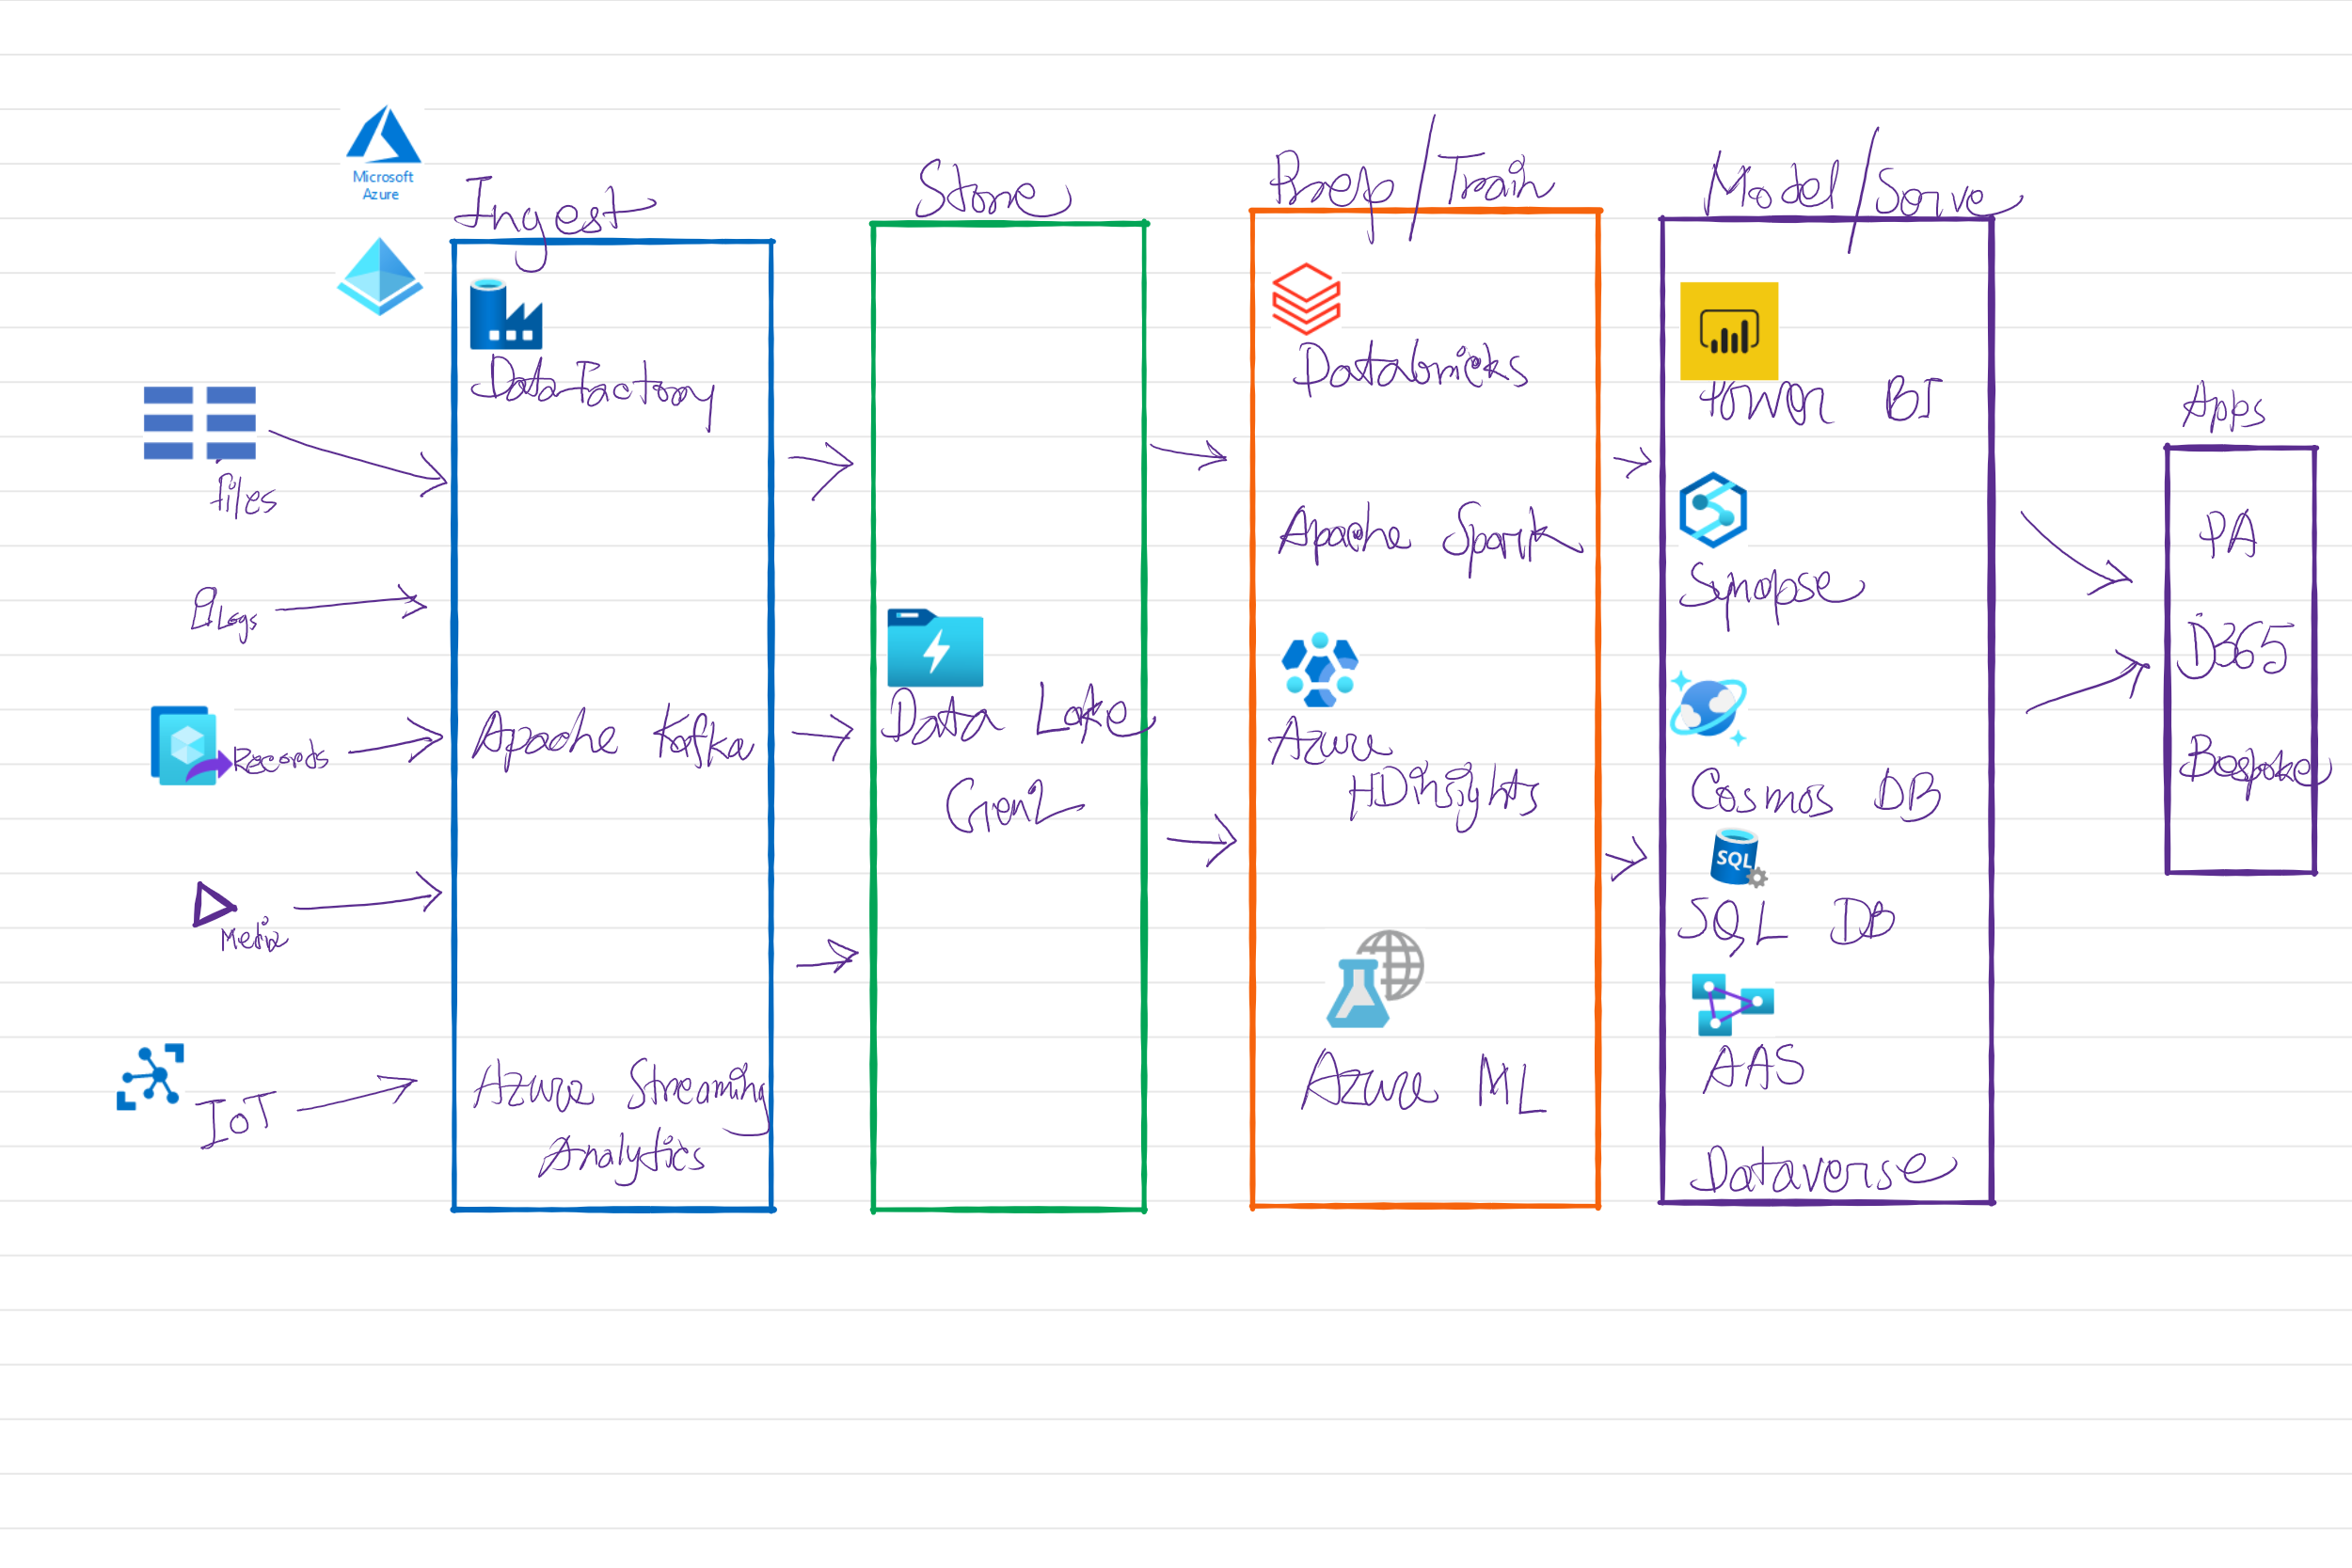 Microsoft
Azure
Ingest
Data Factory
Apache Kafka
Azure Streaming
Analytics
files
Logs
Records
Media
IoT
Store
Data Lake
Gen2
Prep/Train
Databricks
Apache Spark
Azure
HDinsights
Azure ML
Model/Serve
Power BI
Synapse
Cosmos DB
SQL
SQL DB
AAS
Dataverse
Apps
PA
D365
Bespoke